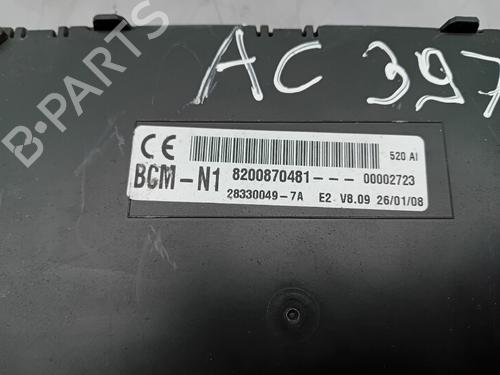 B-PARTS
AC 397
CE 520 AI
BCM-N1 8200870481--- 00002723
28330049-7A E2 V8.09 26/01/08